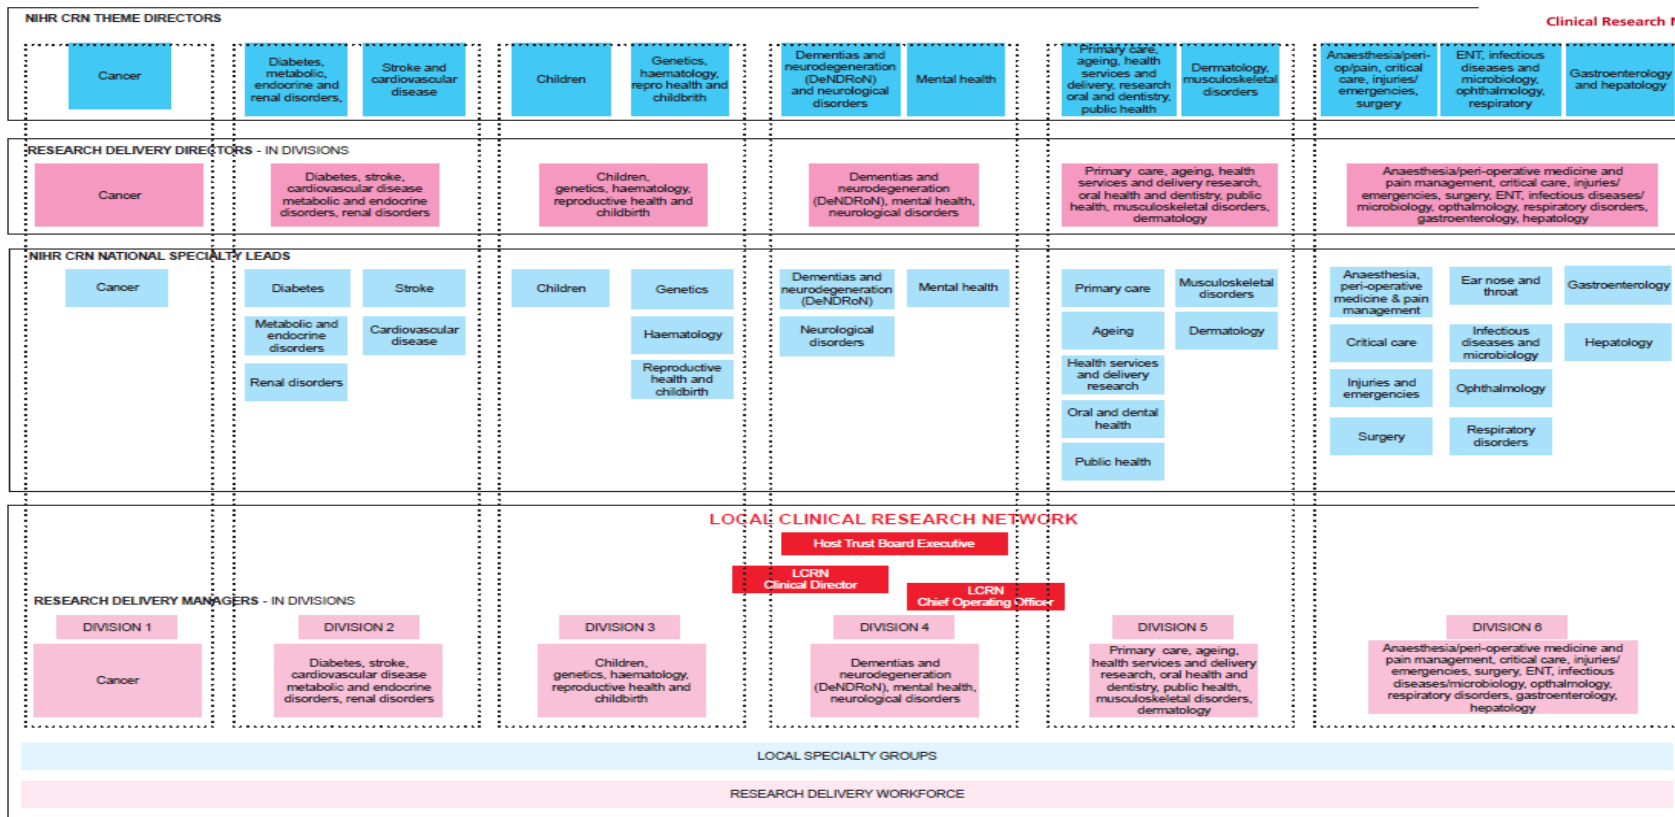 NIHR CRN THEME DIRECTORS
Clinical Research
Cancer
Diabetes,
metabolic,
endocrine and
renal disorders,
Stroke and
cardiovascular
disease
Children
Genetics,
haematology,
repro health and
childbrith
Dementias and
neurodegeneration
(DeNDRoN)
and neurological
disorders
Mental health
Primary care,
ageing, health
services and
delivery, research
oral and dentistry,
public health
Dermatology,
musculoskeletal
disorders
Anaesthesia/peri-
op/pain, critical
care, injuries/
emergencies,
surgery
ENT, infectious
diseases and
microbiology,
ophthalmology,
respiratory
Gastroenterology
and hepatology
RESEARCH DELIVERY DIRECTORS - IN DIVISIONS
Cancer
Diabetes, stroke,
cardiovascular disease
metabolic and endocrine
disorders, renal disorders
Children,
genetics, haematology,
reproductive health and
childbirth
Dementias and
neurodegeneration
(DeNDRoN), mental health,
neurological disorders
Primary care, ageing, health
services and delivery research,
oral health and dentistry, public
health, musculoskeletal disorders,
dermatology
Anaesthesia/peri-operative medicine and
pain management, critical care, injuries/
emergencies, surgery, ENT, infectious diseases/
microbiology, opthalmology, respiratory disorders,
gastroenterology, hepatology
NIHR CRN NATIONAL SPECIALTY LEADS
Cancer
Diabetes
Metabolic and
endocrine
disorders
Renal disorders
Stroke
Cardiovascular
disease
Children
Genetics
Haematology
Reproductive
health and
childbirth
Dementias and
neurodegeneration
(DeNDRoN)
Neurological
disorders
Mental health
Primary care
Ageing
Health services
and delivery
research
Oral and dental
health
Public health
Musculoskeletal
disorders
Dermatology
Anaesthesia,
peri-operative
medicine & pain
management
Critical care
Injuries and
emergencies
Surgery
Ear nose and
throat
Infectious
diseases and
microbiology
Ophthalmology
Respiratory
disorders
Gastroenterology
Hepatology
LOCAL CLINICAL RESEARCH NETWORK
Host Trust Board Executive
LCRN
Clinical Director
LCRN
Chief Operating Officer
RESEARCH DELIVERY MANAGERS - IN DIVISIONS
DIVISION 1
Cancer
DIVISION 2
Diabetes, stroke,
cardiovascular disease
metabolic and endocrine
disorders, renal disorders
DIVISION 3
Children,
genetics, haematology,
reproductive health and
childbirth
DIVISION 4
Dementias and
neurodegeneration
(DeNDRoN), mental health,
neurological disorders
DIVISION 5
Primary care, ageing,
health services and delivery
research, oral health and
dentistry, public health,
musculoskeletal disorders,
dermatology
DIVISION 6
Anaesthesia/peri-operative medicine and
pain management, critical care, injuries/
emergencies, surgery, ENT, infectious
diseases/microbiology, opthalmology,
respiratory disorders, gastroenterology,
hepatology
LOCAL SPECIALTY GROUPS
RESEARCH DELIVERY WORKFORCE